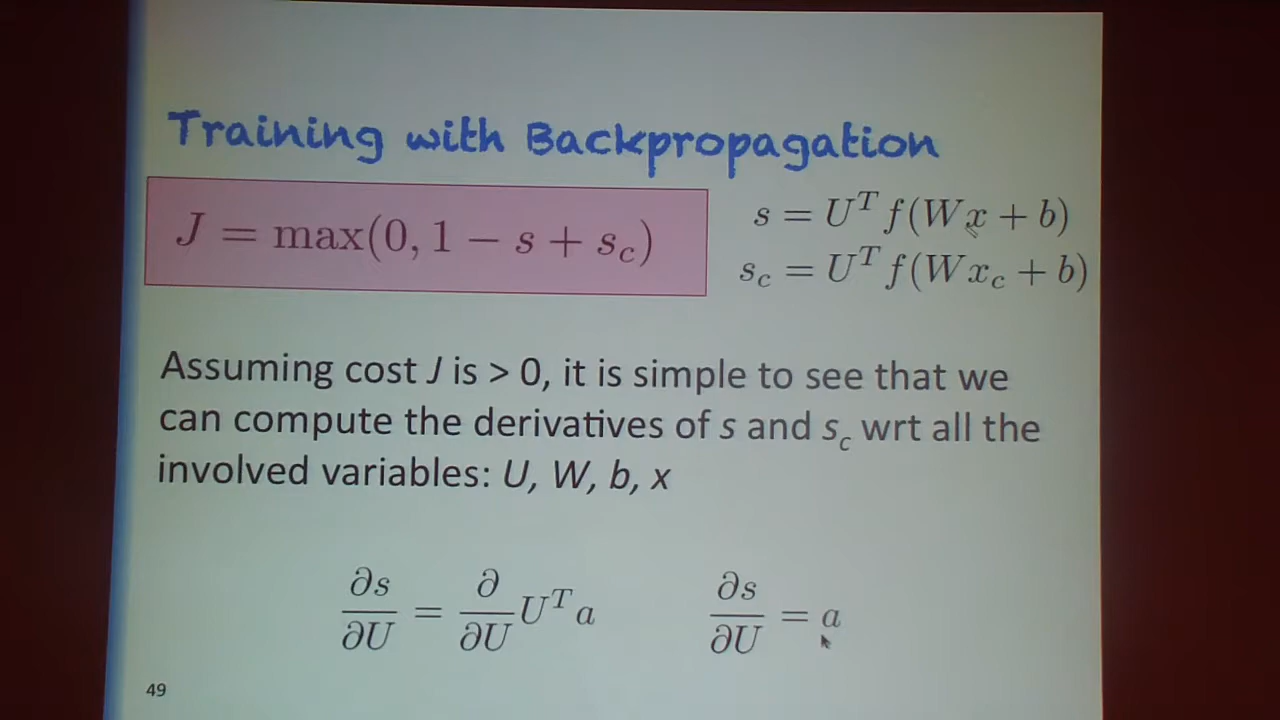 Training with Backpropagation
J = max(0, 1 − s + s_c)
s = U^T f(Wx + b)
s_c = U^T f(Wx_c + b)
Assuming cost J is > 0, it is simple to see that we
can compute the derivatives of s and s_c wrt all the
involved variables: U, W, b, x
∂s/∂U = ∂/∂U U^T a
∂s/∂U = a
49